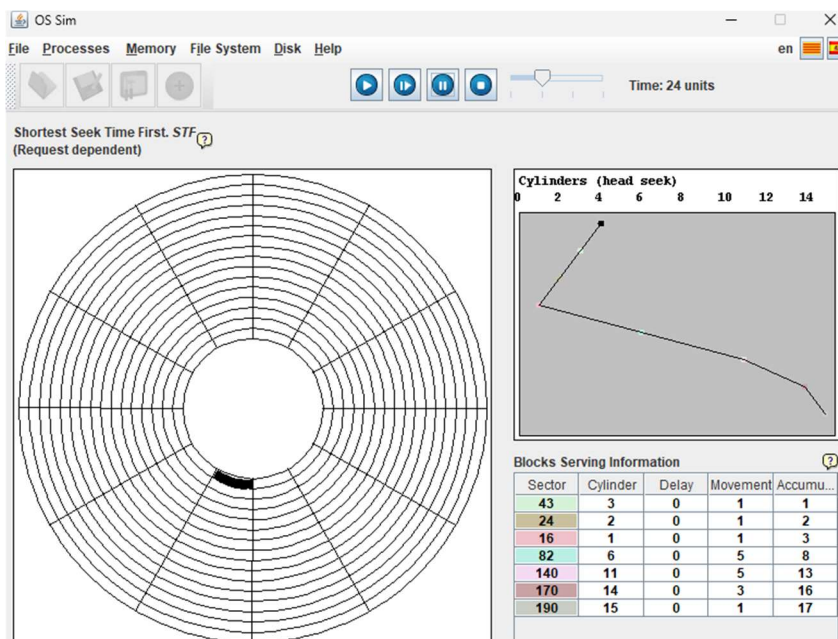 OS Sim
File Processes Memory File System Disk Help en
Time: 24 units
Shortest Seek Time First. STF ?
(Request dependent)
Cylinders (head seek)
0 2 4 6 8 10 12 14
Blocks Serving Information ?
Sector Cylinder Delay Movement Accumu...
43 3 0 1 1
24 2 0 1 2
16 1 0 1 3
82 6 0 5 8
140 11 0 5 13
170 14 0 3 16
190 15 0 1 17